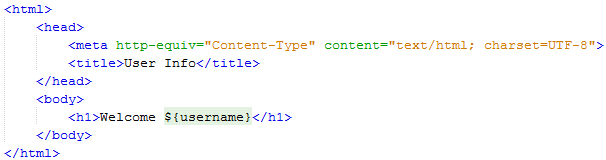 <html>
<head>
<meta http-equiv="Content-Type" content="text/html; charset=UTF-8">
<title>User Info</title>
</head>
<body>
<h1>Welcome ${username}</h1>
</body>
</html>